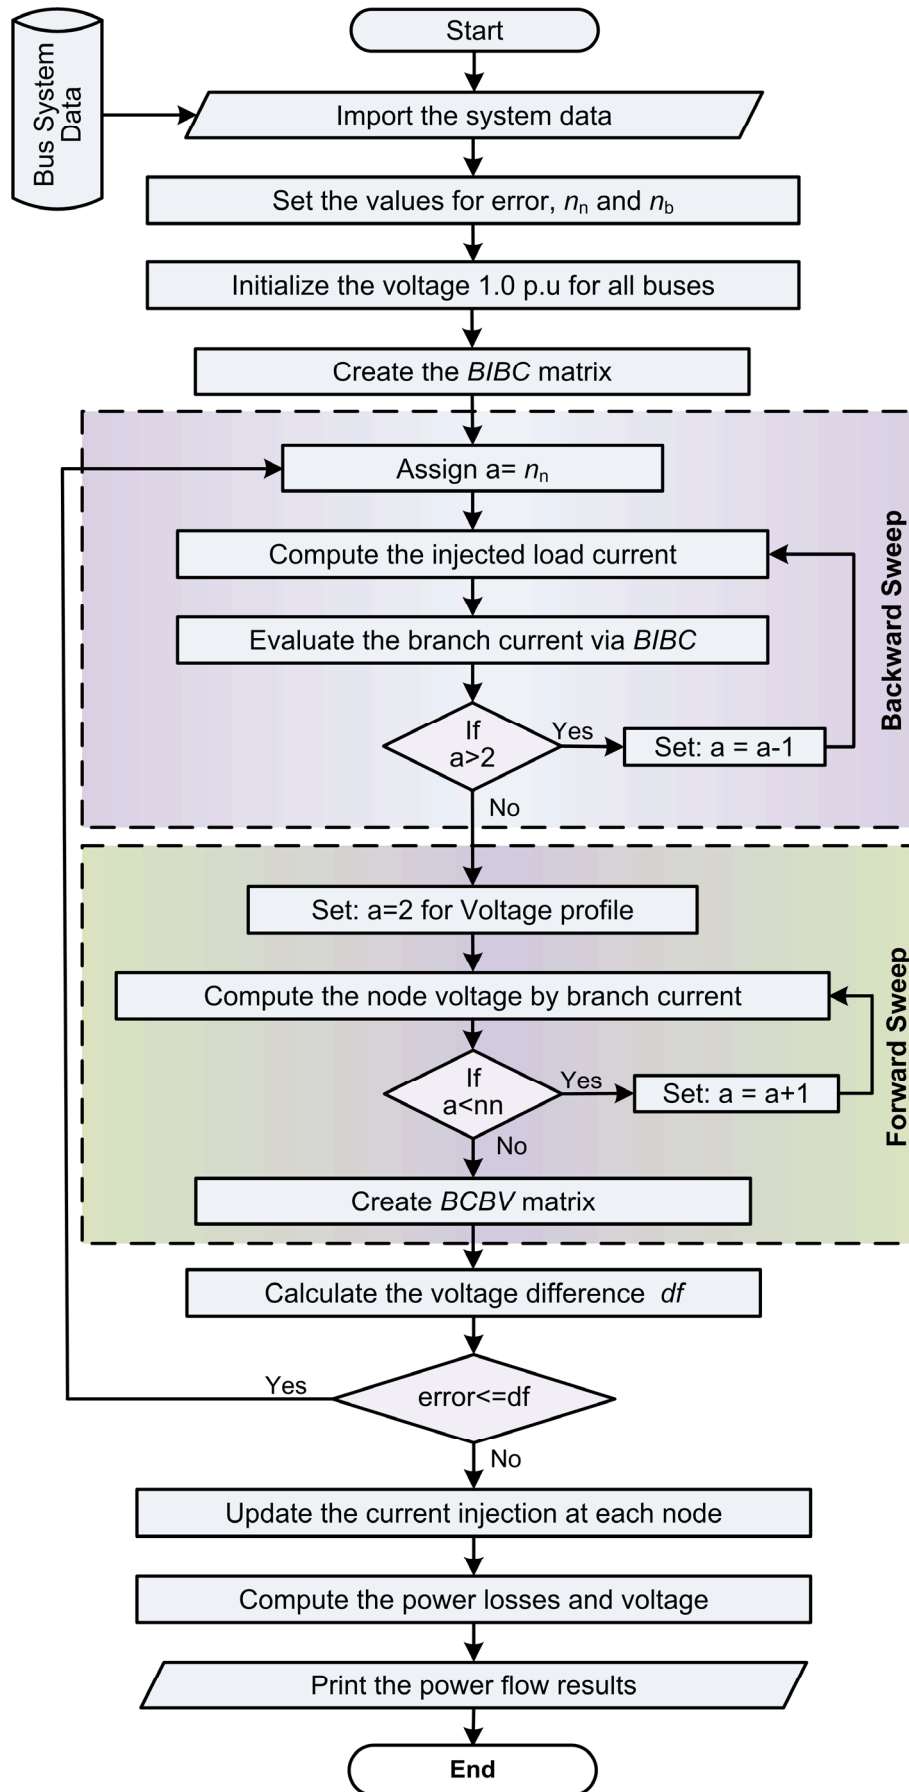 Start
Bus System
Data
Import the system data
Set the values for error, nn and nb
Initialize the voltage 1.0 p.u for all buses
Create the BIBC matrix
Assign a= nn
Compute the injected load current
Evaluate the branch current via BIBC
If
a>2
Yes
Set: a = a-1
No
Backward Sweep
Set: a=2 for Voltage profile
Compute the node voltage by branch current
If
a<nn
Yes
Set: a = a+1
No
Create BCBV matrix
Forward Sweep
Calculate the voltage difference df
Yes
error<=df
No
Update the current injection at each node
Compute the power losses and voltage
Print the power flow results
End